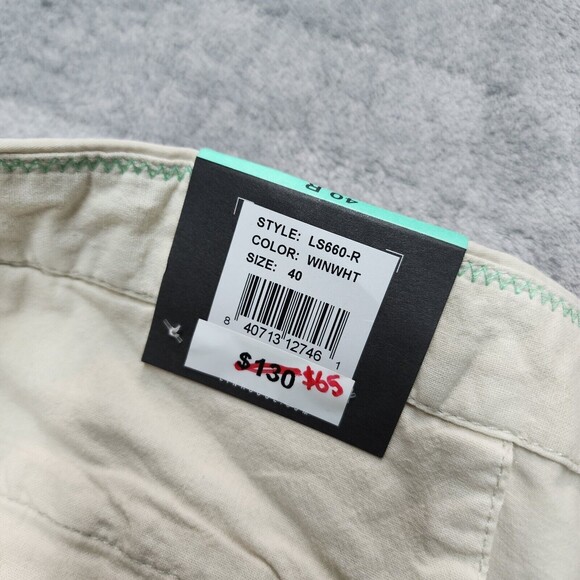 40 R
STYLE: LS660-R
COLOR: WINWHT
SIZE: 40
8 40713 12746 1
$130 $65